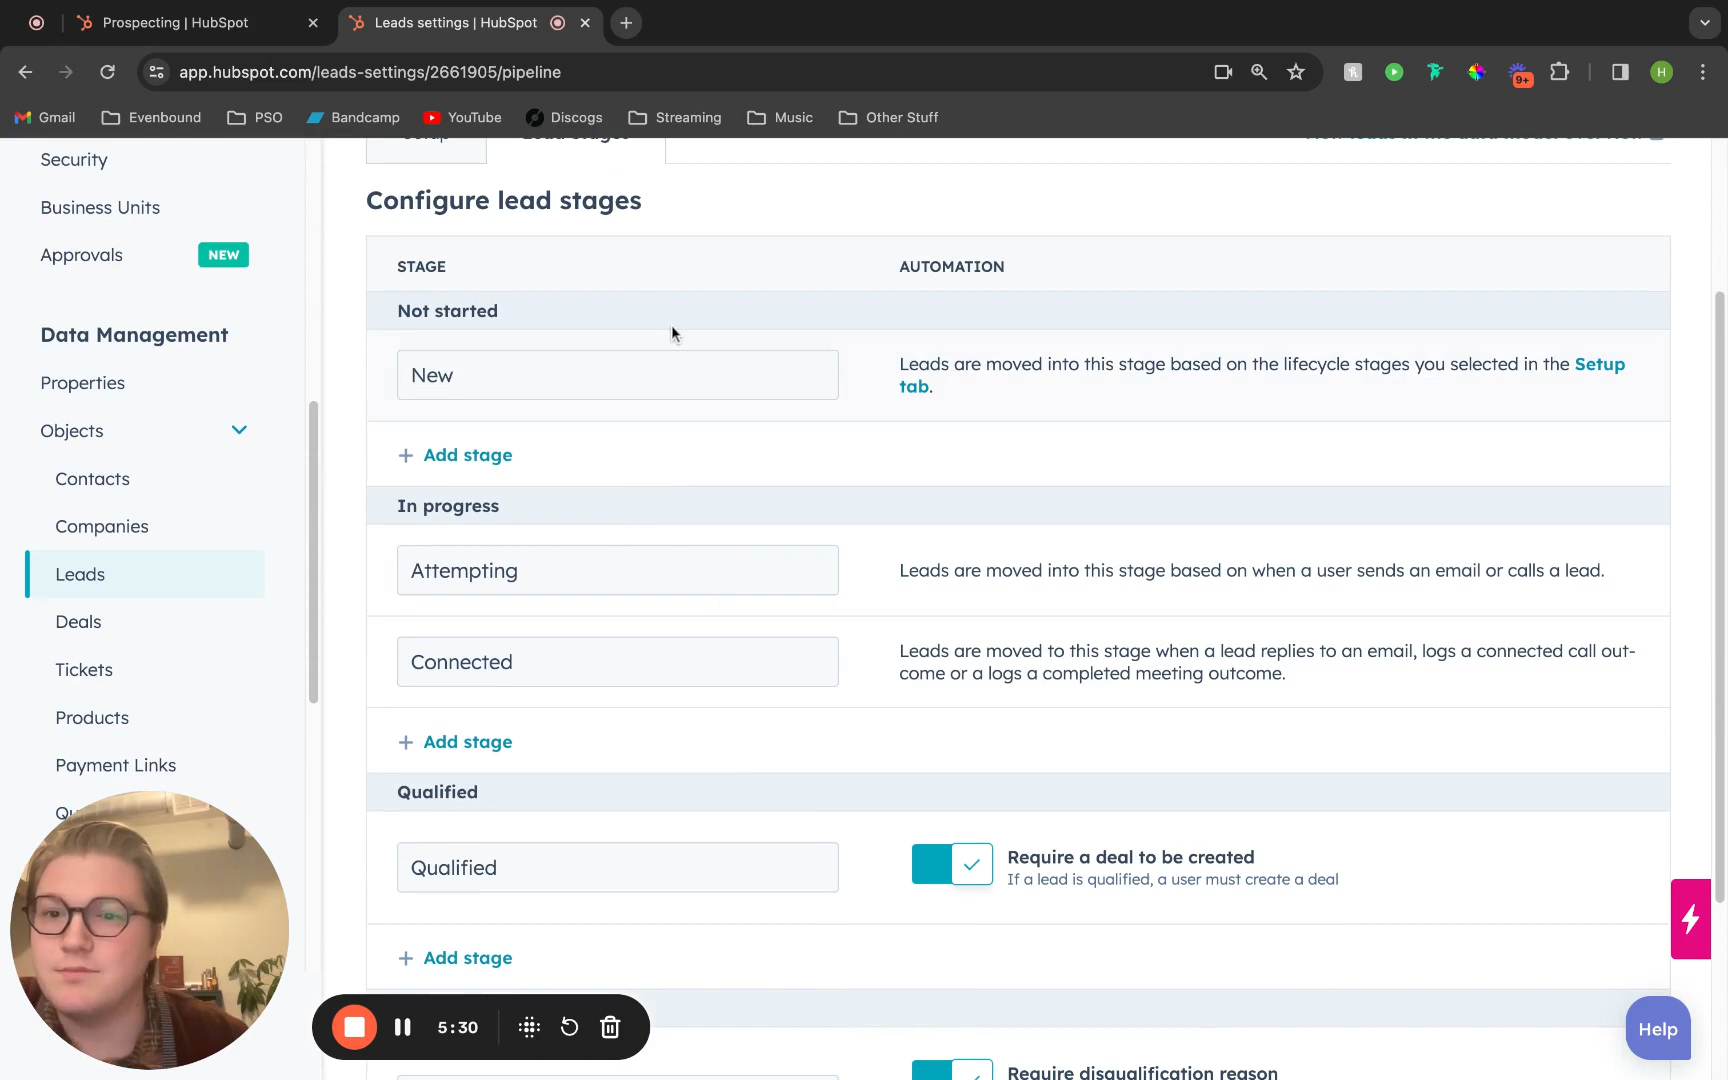 Prospecting | HubSpot
Leads settings | HubSpot
app.hubspot.com/leads-settings/2661905/pipeline
9+
H
Gmail
Evenbound
PSO
Bandcamp
YouTube
Discogs
Streaming
Music
Other Stuff
Security
Business Units
Approvals
NEW
Data Management
Properties
Objects
Contacts
Companies
Leads
Deals
Tickets
Products
Payment Links
Configure lead stages
STAGE
AUTOMATION
Not started
New
Leads are moved into this stage based on the lifecycle stages you selected in the Setup
tab.
+ Add stage
In progress
Attempting
Leads are moved into this stage based on when a user sends an email or calls a lead.
Connected
Leads are moved to this stage when a lead replies to an email, logs a connected call out-
come or a logs a completed meeting outcome.
+ Add stage
Qualified
Qualified
Require a deal to be created
If a lead is qualified, a user must create a deal
+ Add stage
Require disqualification reason
5:30
Help